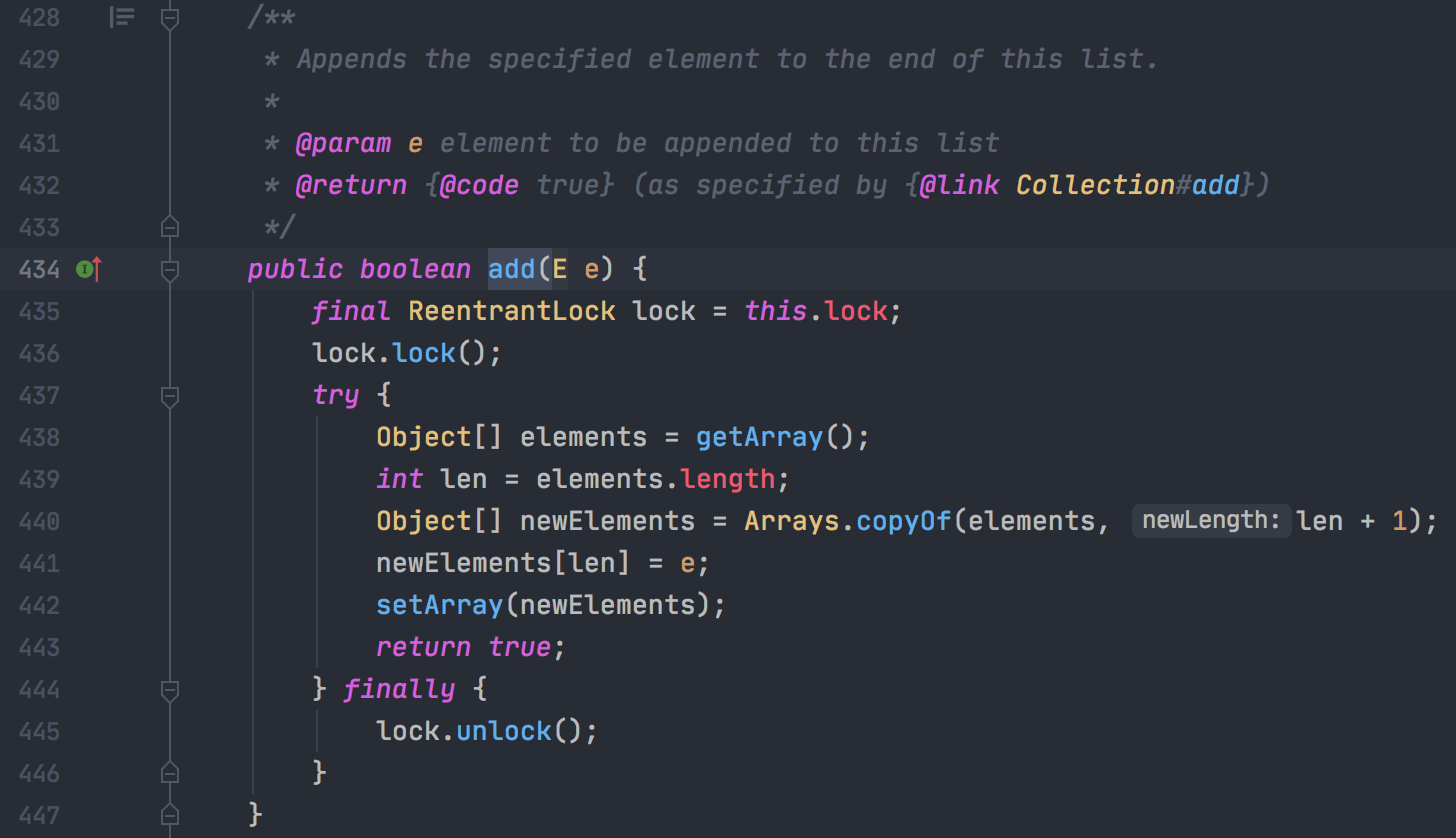 428 /**
429 * Appends the specified element to the end of this list.
430 *
431 * @param e element to be appended to this list
432 * @return {@code true} (as specified by {@link Collection#add})
433 */
434 public boolean add(E e) {
435 final ReentrantLock lock = this.lock;
436 lock.lock();
437 try {
438 Object[] elements = getArray();
439 int len = elements.length;
440 Object[] newElements = Arrays.copyOf(elements, newLength: len + 1);
441 newElements[len] = e;
442 setArray(newElements);
443 return true;
444 } finally {
445 lock.unlock();
446 }
447 }